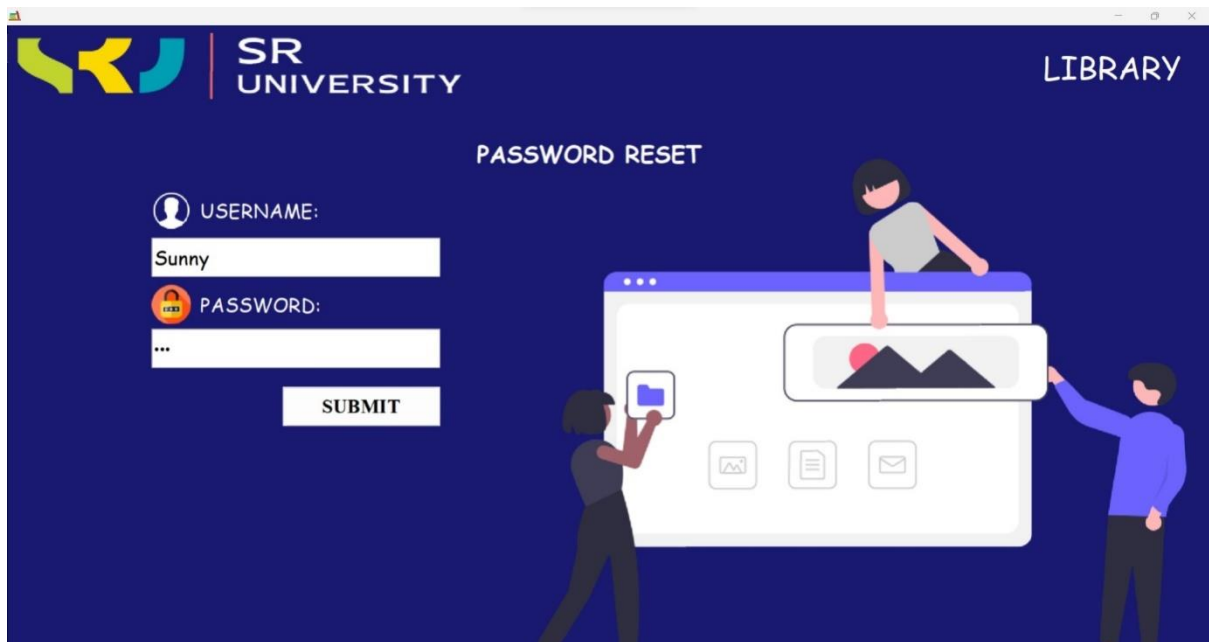 SR
UNIVERSITY
LIBRARY
PASSWORD RESET
USERNAME:
Sunny
PASSWORD:
•••
SUBMIT